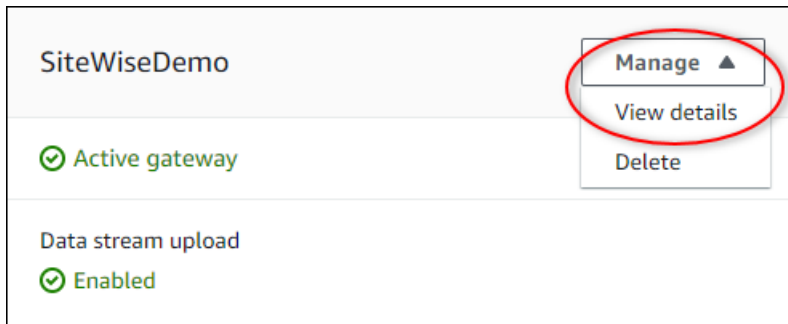 SiteWiseDemo
Manage
View details
Delete
Active gateway
Data stream upload
Enabled